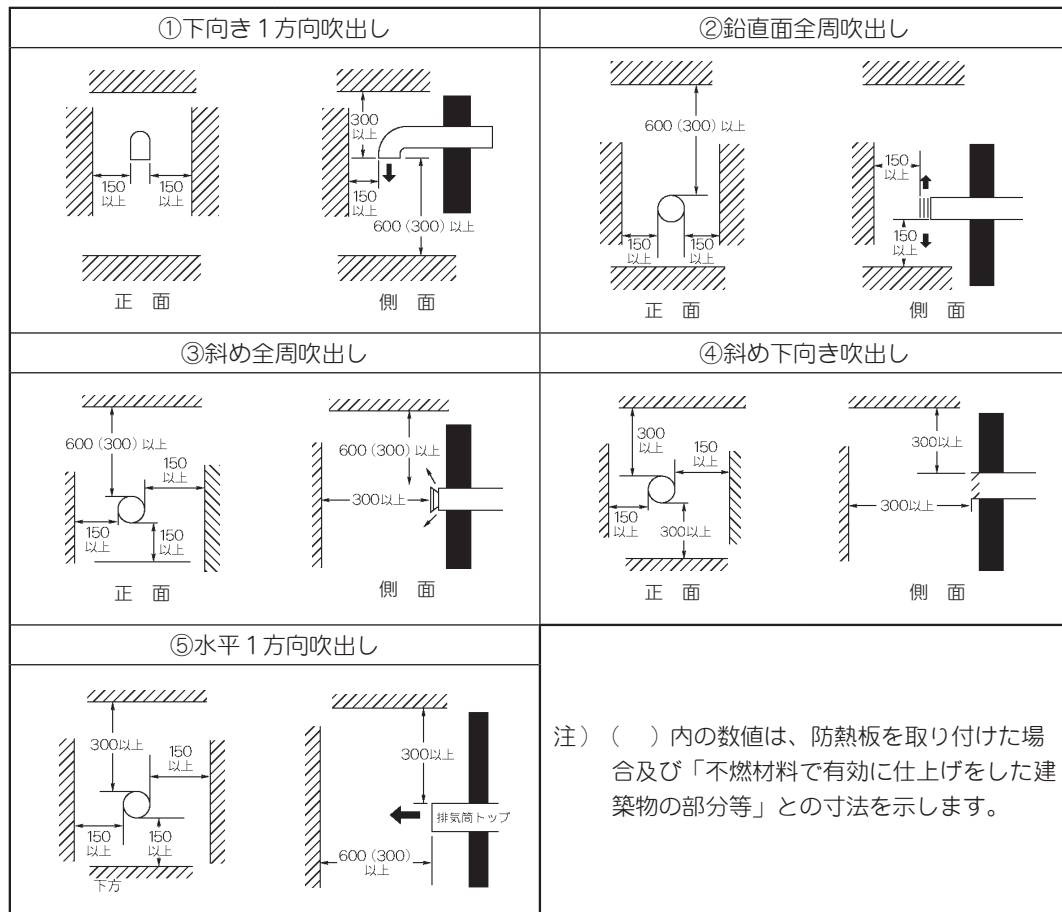 ①下向き1方向吹出し
300
以上
150
以上
150
以上
150
以上
600(300)以上
正 面
側 面
②鉛直面全周吹出し
600(300)以上
150
以上
150
以上
150
以上
150
以上
正 面
側 面
③斜め全周吹出し
600(300)以上
150
以上
150
以上
150
以上
600(300)以上
300以上
正 面
側 面
④斜め下向き吹出し
300
以上
150
以上
150
以上
300以上
300以上
300以上
正 面
側 面
⑤水平1方向吹出し
300以上
150
以上
150
以上
150
以上
下方
300以上
排気筒トップ
600(300)
以上
注)( )内の数値は、防熱板を取り付けた場
合及び「不燃材料で有効に仕上げをした建
築物の部分等」との寸法を示します。